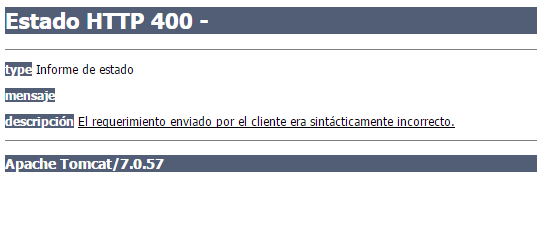 Estado HTTP 400 -
type Informe de estado
mensaje
descripción El requerimiento enviado por el cliente era sintácticamente incorrecto.
Apache Tomcat/7.0.57